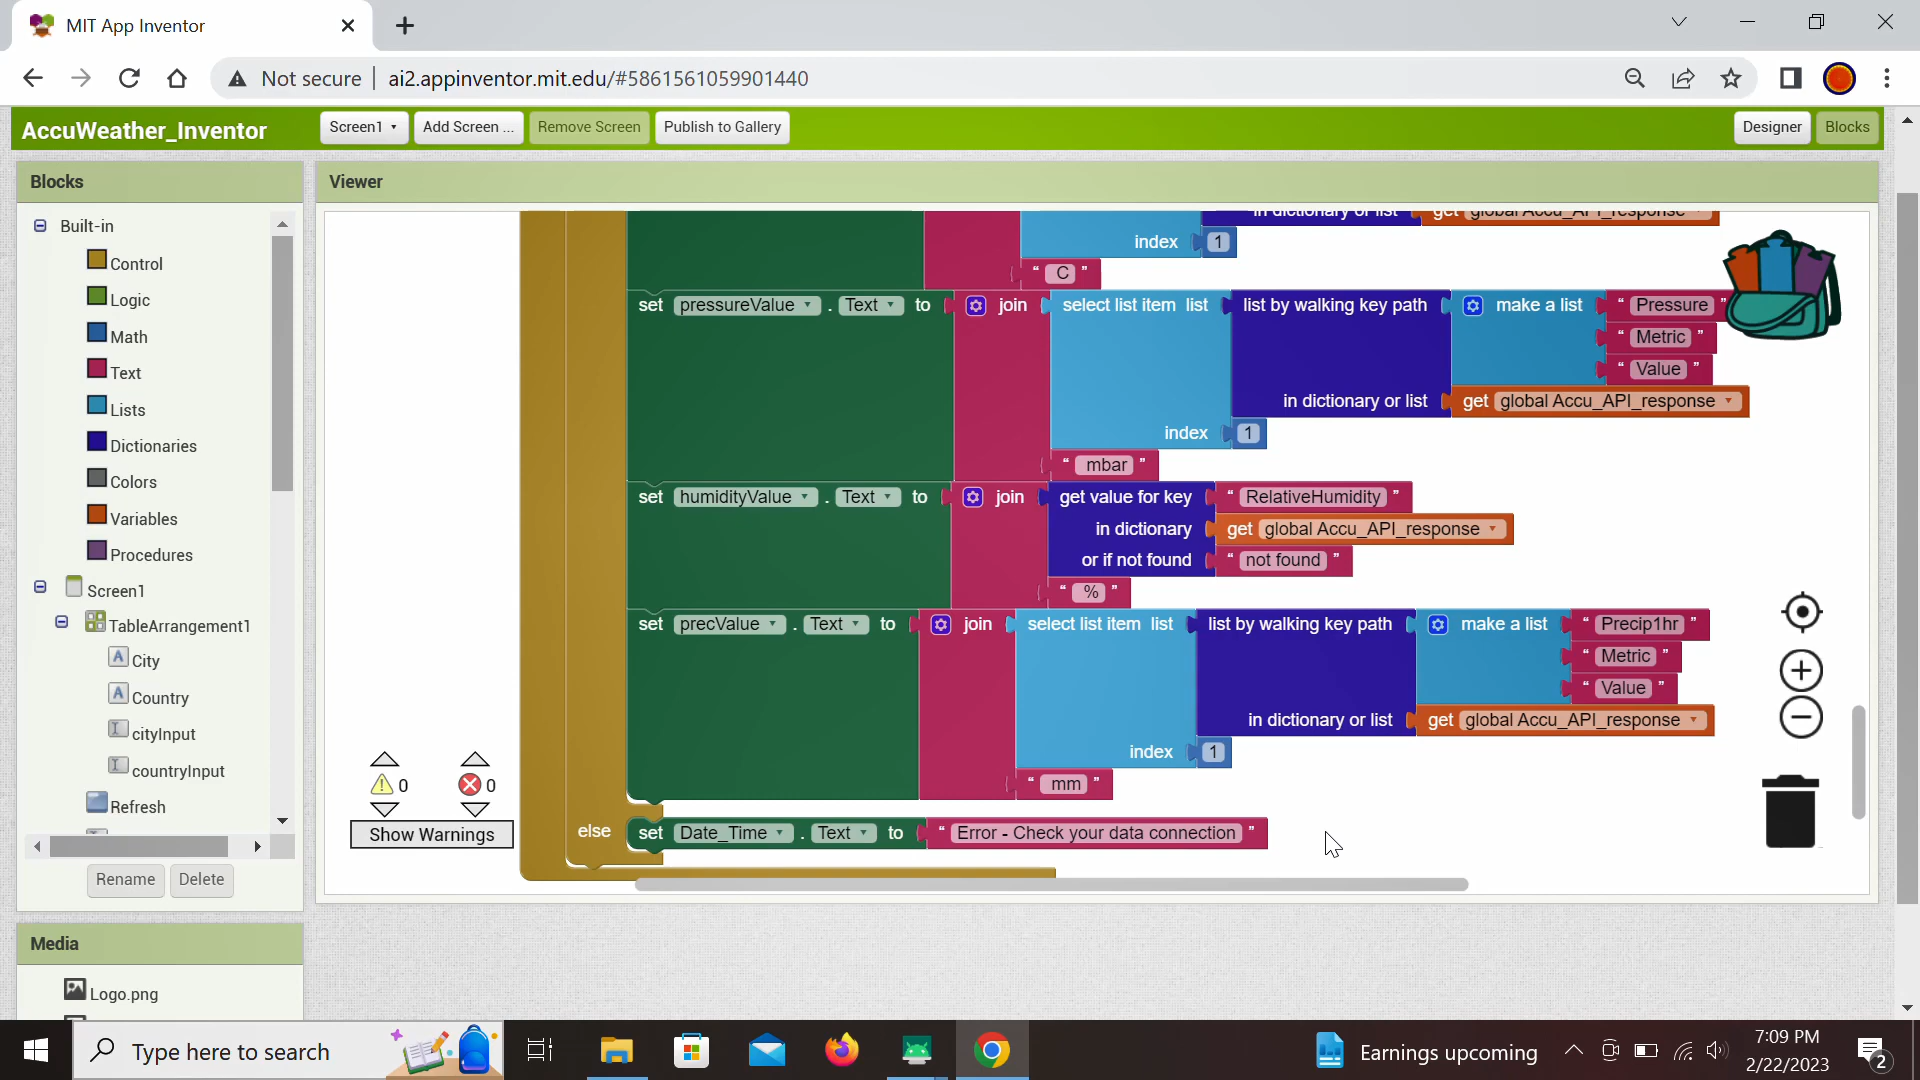 MIT App Inventor
Not secure
ai2.appinventor.mit.edu/#5861561059901440
AccuWeather_Inventor
Screen1
Add Screen ...
Remove Screen
Publish to Gallery
Designer
Blocks
Blocks
Viewer
Built-in
Control
Logic
Math
Text
Lists
Dictionaries
Colors
Variables
Procedures
Screen1
TableArrangement1
City
Country
cityInput
countryInput
Refresh
Rename
Delete
Media
Logo.png
in dictionary or list get global Accu_API_response
index 1
“ C ”
set pressureValue . Text to join select list item list list by walking key path make a list “ Pressure ”
“ Metric ”
“ Value ”
in dictionary or list get global Accu_API_response
index 1
“ mbar ”
set humidityValue . Text to join get value for key “ RelativeHumidity ”
in dictionary get global Accu_API_response
or if not found “ not found ”
“ % ”
set precValue . Text to join select list item list list by walking key path make a list “ Precip1hr ”
“ Metric ”
“ Value ”
in dictionary or list get global Accu_API_response
index 1
“ mm ”
else set Date_Time . Text to “ Error - Check your data connection ”
0 0
Show Warnings
Type here to search
Earnings upcoming
7:09 PM
2/22/2023
2